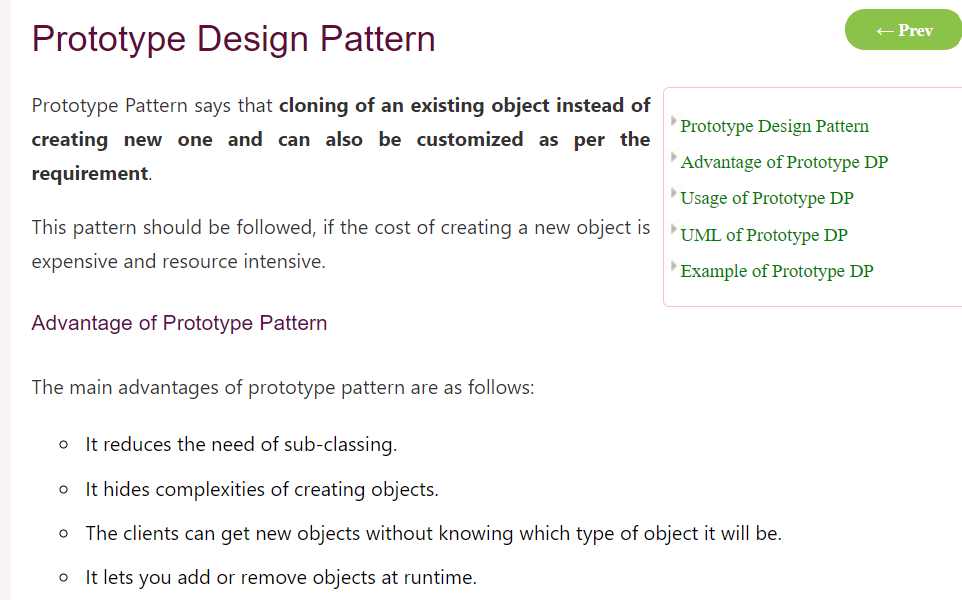 Prototype Design Pattern
← Prev
Prototype Pattern says that cloning of an existing object instead of
creating new one and can also be customized as per the
requirement.
This pattern should be followed, if the cost of creating a new object is
expensive and resource intensive.
Prototype Design Pattern
Advantage of Prototype DP
Usage of Prototype DP
UML of Prototype DP
Example of Prototype DP
Advantage of Prototype Pattern
The main advantages of prototype pattern are as follows:
It reduces the need of sub-classing.
It hides complexities of creating objects.
The clients can get new objects without knowing which type of object it will be.
It lets you add or remove objects at runtime.